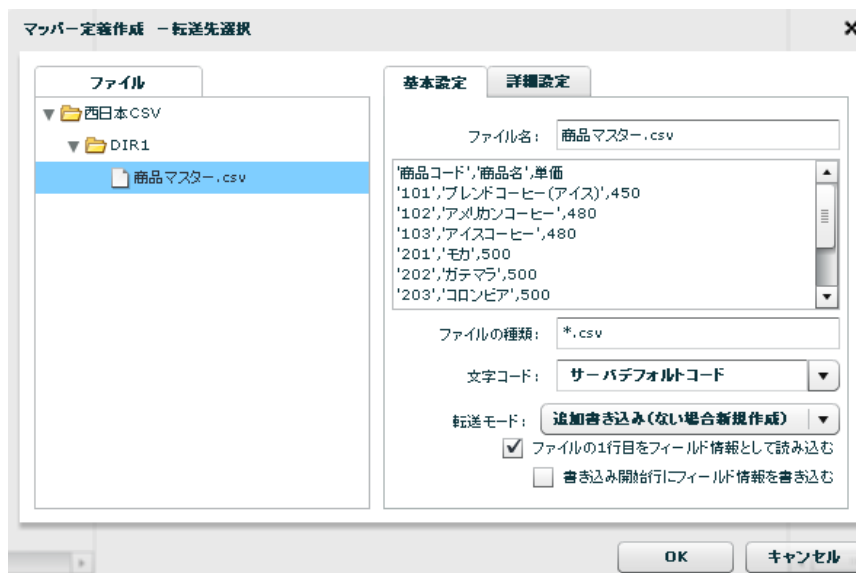 マッパー定義作成 －転送先選択
ファイル
西日本CSV
DIR1
商品マスター.csv
基本設定
詳細設定
ファイル名:
商品マスター.csv
'商品コード','商品名',単価
'101','ブレンドコーヒー(アイス)',450
'102','アメリカンコーヒー',480
'103','アイスコーヒー',480
'201','モカ',500
'202','ガテマラ',500
'203','コロンビア',500
ファイルの種類:
*.csv
文字コード:
サーバデフォルトコード
転送モード:
追加書き込み(ない場合新規作成)
ファイルの1行目をフィールド情報として読み込む
書き込み開始行にフィールド情報を書き込む
OK
キャンセル